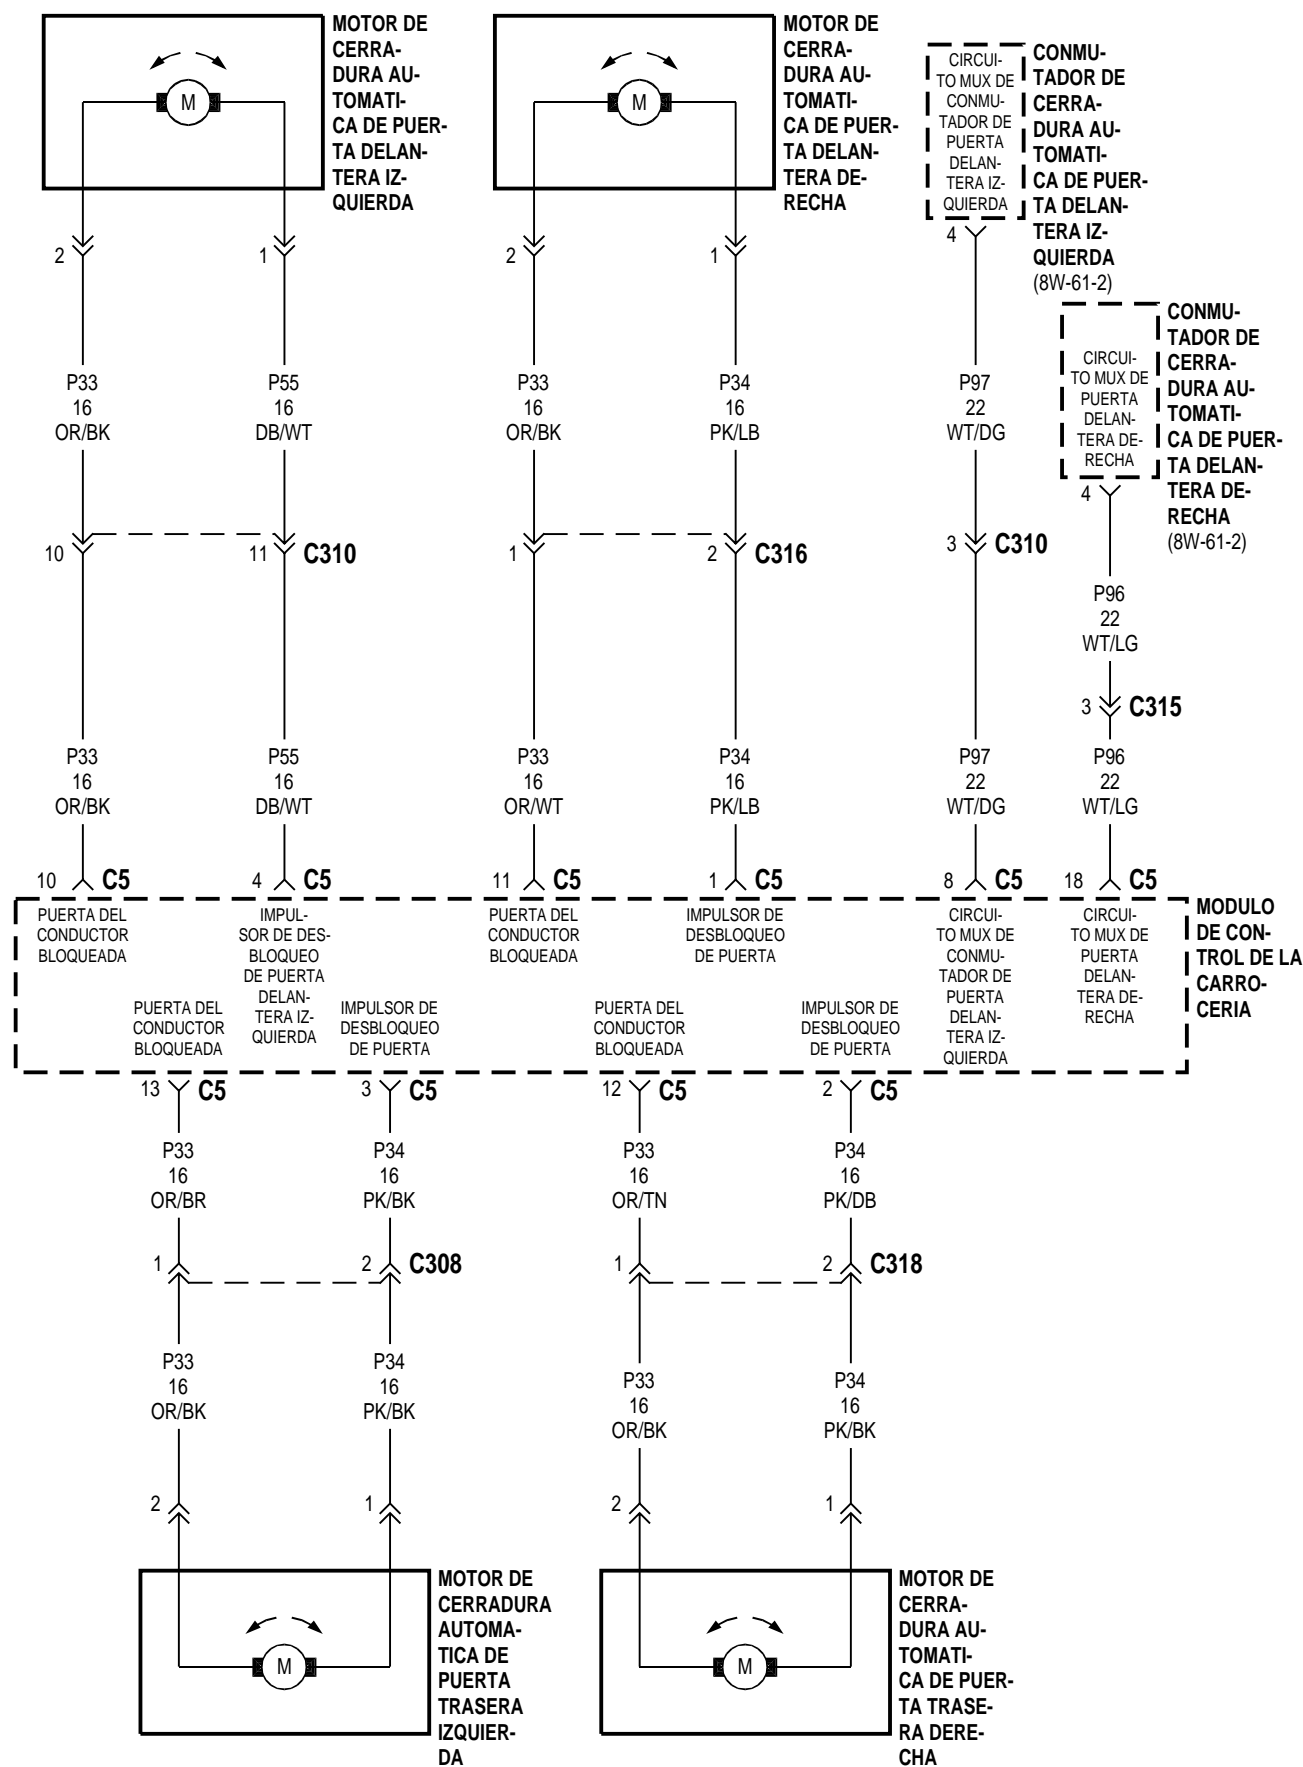 MOTOR DE
CERRA-
DURA AU-
TOMATI-
CA DE PUER-
TA DELAN-
TERA IZ-
QUIERDA
M
MOTOR DE
CERRA-
DURA AU-
TOMATI-
CA DE PUER-
TA DELAN-
TERA DE-
RECHA
M
CIRCUI-
TO MUX DE
CONMU-
TADOR DE
PUERTA
DELAN-
TERA IZ-
QUIERDA
CONMU-
TADOR DE
CERRA-
DURA AU-
TOMATI-
CA DE PUER-
TA DELAN-
TERA IZ-
QUIERDA
(8W-61-2)
CIRCUI-
TO MUX DE
PUERTA
DELAN-
TERA DE-
RECHA
CONMU-
TADOR DE
CERRA-
DURA AU-
TOMATI-
CA DE PUER-
TA DELAN-
TERA DE-
RECHA
(8W-61-2)
2
1
2
1
4
4
P33
16
OR/BK
P55
16
DB/WT
P33
16
OR/BK
P34
16
PK/LB
P97
22
WT/DG
10
11
C310
1
2
C316
3
C310
P96
22
WT/LG
3
C315
P33
16
OR/BK
P55
16
DB/WT
P33
16
OR/WT
P34
16
PK/LB
P97
22
WT/DG
P96
22
WT/LG
10
C5
4
C5
11
C5
1
C5
8
C5
18
C5
PUERTA DEL
CONDUCTOR
BLOQUEADA
IMPUL-
SOR DE DES-
BLOQUEO
DE PUERTA
DELAN-
TERA IZ-
QUIERDA
PUERTA DEL
CONDUCTOR
BLOQUEADA
IMPULSOR DE
DESBLOQUEO
DE PUERTA
CIRCUI-
TO MUX DE
CONMU-
TADOR DE
PUERTA
DELAN-
TERA IZ-
QUIERDA
CIRCUI-
TO MUX DE
PUERTA
DELAN-
TERA DE-
RECHA
MODULO
DE CON-
TROL DE LA
CARRO-
CERIA
PUERTA DEL
CONDUCTOR
BLOQUEADA
IMPULSOR DE
DESBLOQUEO
DE PUERTA
PUERTA DEL
CONDUCTOR
BLOQUEADA
IMPULSOR DE
DESBLOQUEO
DE PUERTA
13
C5
3
C5
12
C5
2
C5
P33
16
OR/BR
P34
16
PK/BK
P33
16
OR/TN
P34
16
PK/DB
1
2
C308
1
2
C318
P33
16
OR/BK
P34
16
PK/BK
P33
16
OR/BK
P34
16
PK/BK
2
1
2
1
M
MOTOR DE
CERRADURA
AUTOMA-
TICA DE
PUERTA
TRASERA
IZQUIER-
DA
M
MOTOR DE
CERRA-
DURA AU-
TOMATI-
CA DE PUER-
TA TRASE-
RA DERE-
CHA